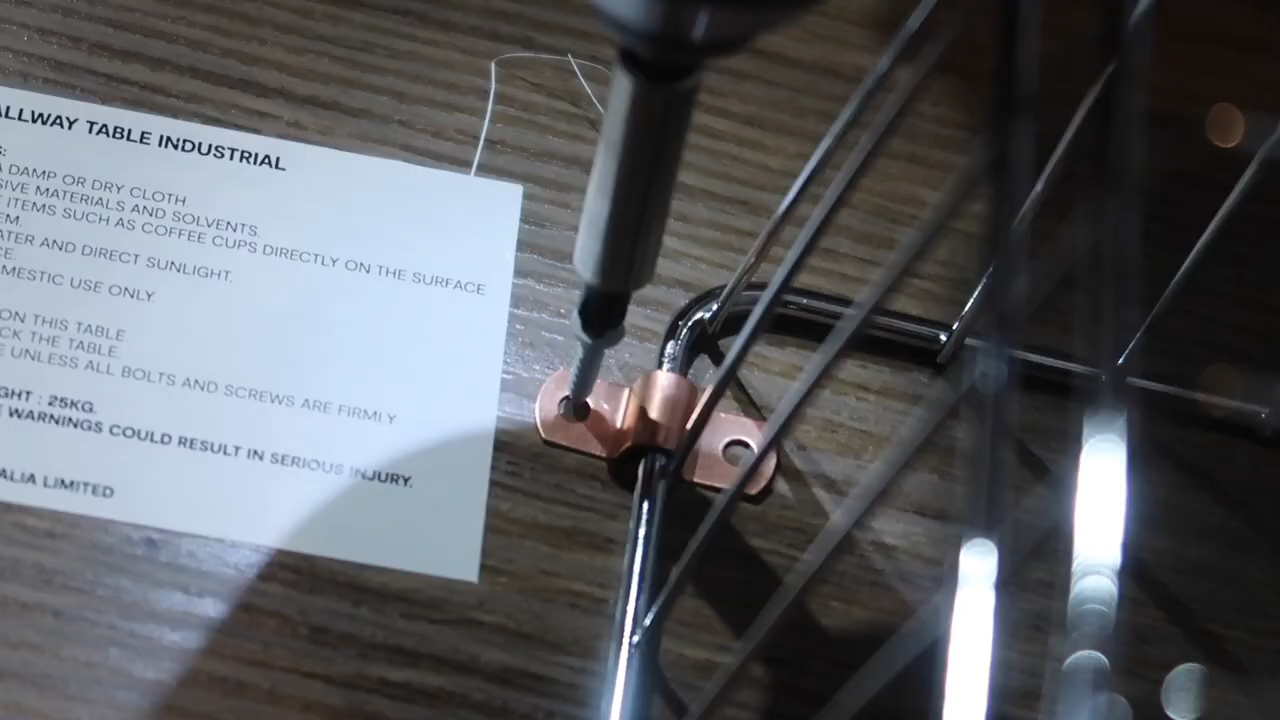 ALLWAY TABLE INDUSTRIAL
S:
A DAMP OR DRY CLOTH
SIVE MATERIALS AND SOLVENTS.
T ITEMS SUCH AS COFFEE CUPS DIRECTLY ON THE SURFACE
EM.
ATER AND DIRECT SUNLIGHT.
CE.
MESTIC USE ONLY.
ON THIS TABLE
CK THE TABLE.
E UNLESS ALL BOLTS AND SCREWS ARE FIRMLY
GHT : 25KG.
E WARNINGS COULD RESULT IN SERIOUS INJURY.
ALIA LIMITED